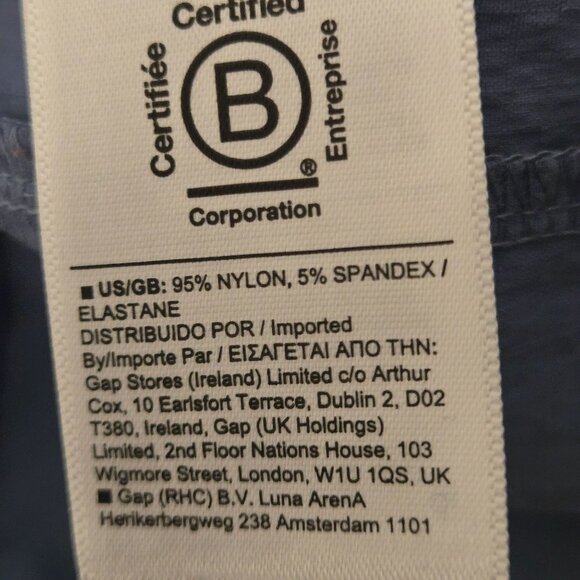 Certified
Certifiée
B
Entreprise
®
Corporation
■ US/GB: 95% NYLON, 5% SPANDEX /
ELASTANE
DISTRIBUIDO POR / Imported
By/Importe Par / ΕΙΣΑΓΕΤΑΙ ΑΠΟ ΤΗΝ:
Gap Stores (Ireland) Limited c/o Arthur
Cox, 10 Earlsfort Terrace, Dublin 2, D02
T380, Ireland, Gap (UK Holdings)
Limited, 2nd Floor Nations House, 103
Wigmore Street, London, W1U 1QS, UK
■ Gap (RHC) B.V. Luna ArenA
Herikerbergweg 238 Amsterdam 1101